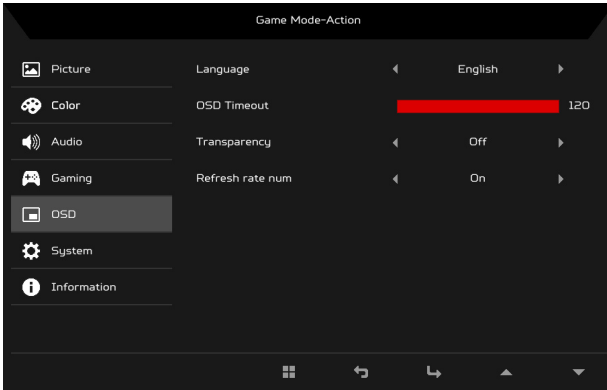 Game Mode-Action
Picture
Language English
Color
OSD Timeout 120
Audio
Transparency Off
Gaming
Refresh rate num On
OSD
System
Information